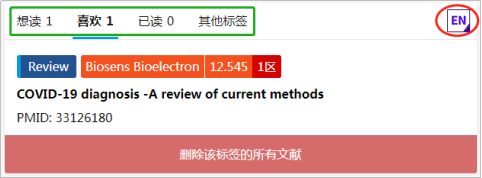 想读 1 喜欢 1 已读 0 其他标签 EN
Review Biosens Bioelectron 12.545 1区
COVID-19 diagnosis -A review of current methods
PMID: 33126180
删除该标签的所有文献